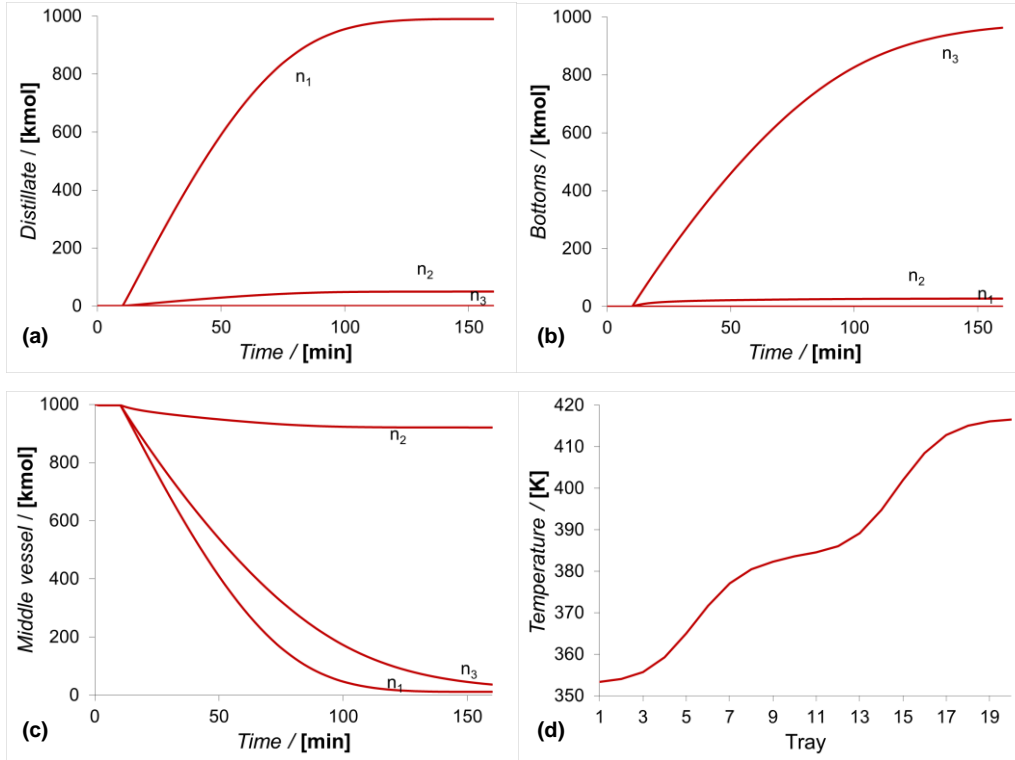 1000
800
600
400
200
0
Distillate / [kmol]
n1
n2
n3
0 50 100 150
Time / [min]
(a)
1000
800
600
400
200
0
Bottoms / [kmol]
n3
n2
n1
0 50 100 150
Time / [min]
(b)
1000
800
600
400
200
0
Middle vessel / [kmol]
n2
n3
n1
0 50 100 150
Time / [min]
(c)
420
410
400
390
380
370
360
350
Temperature / [K]
1 3 5 7 9 11 13 15 17 19
Tray
(d)